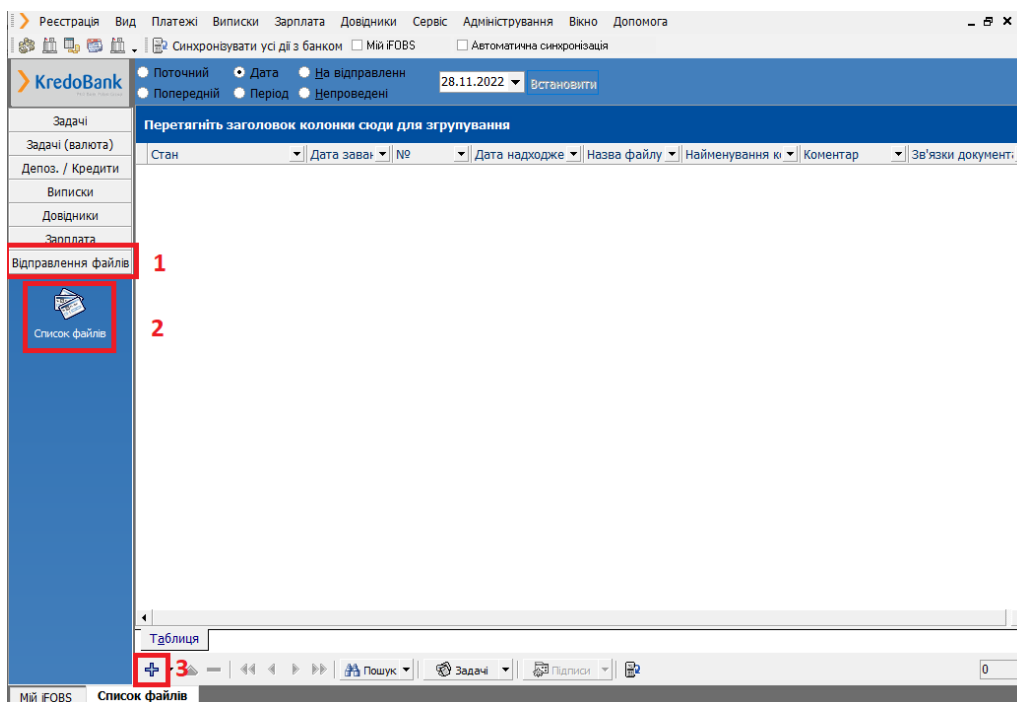 Реєстрація Вид Платежі Виписки Зарплата Довідники Сервіс Адміністрування Вікно Допомога
Синхронізувати усі дії з банком Мій iFOBS Автоматична синхронізація
KredoBank
Поточний Дата На відправленн
28.11.2022 Встановити
Попередній Період Непроведені
Задачі
Перетягніть заголовок колонки сюди для згрупування
Задачі (валюта)
Стан Дата заван № Дата надходже Назва файлу Найменування к Коментар Зв'язки документ
Депоз. / Кредити
Виписки
Довідники
Зарплата
Відправлення файлів 1
Список файлів 2
Таблиця
3 Пошук Задачі Підписи 0
Мій iFOBS Список файлів